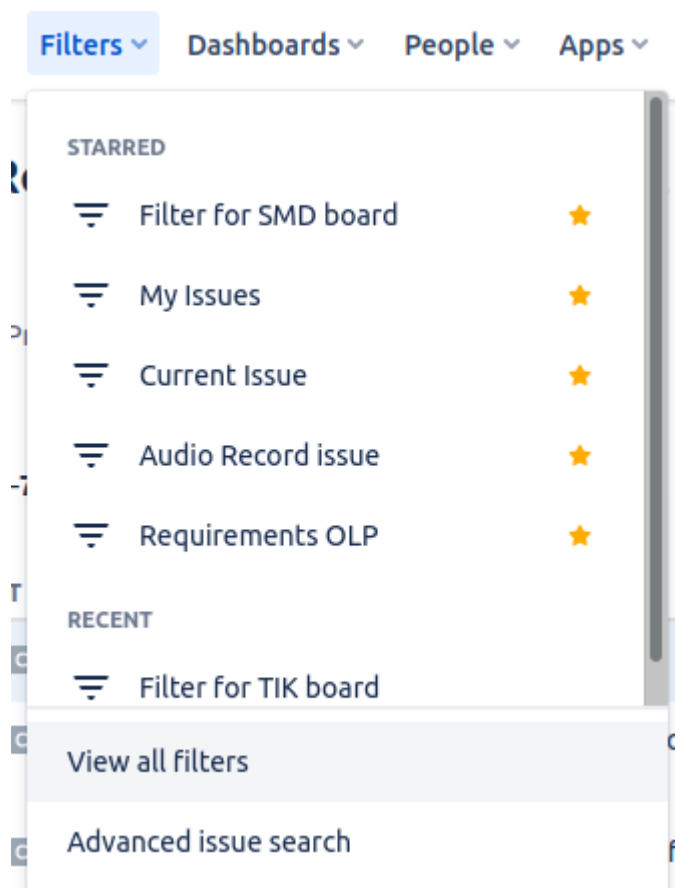 Filters Dashboards People Apps
STARRED
Filter for SMD board
My Issues
Current Issue
Audio Record issue
Requirements OLP
RECENT
Filter for TIK board
View all filters
Advanced issue search